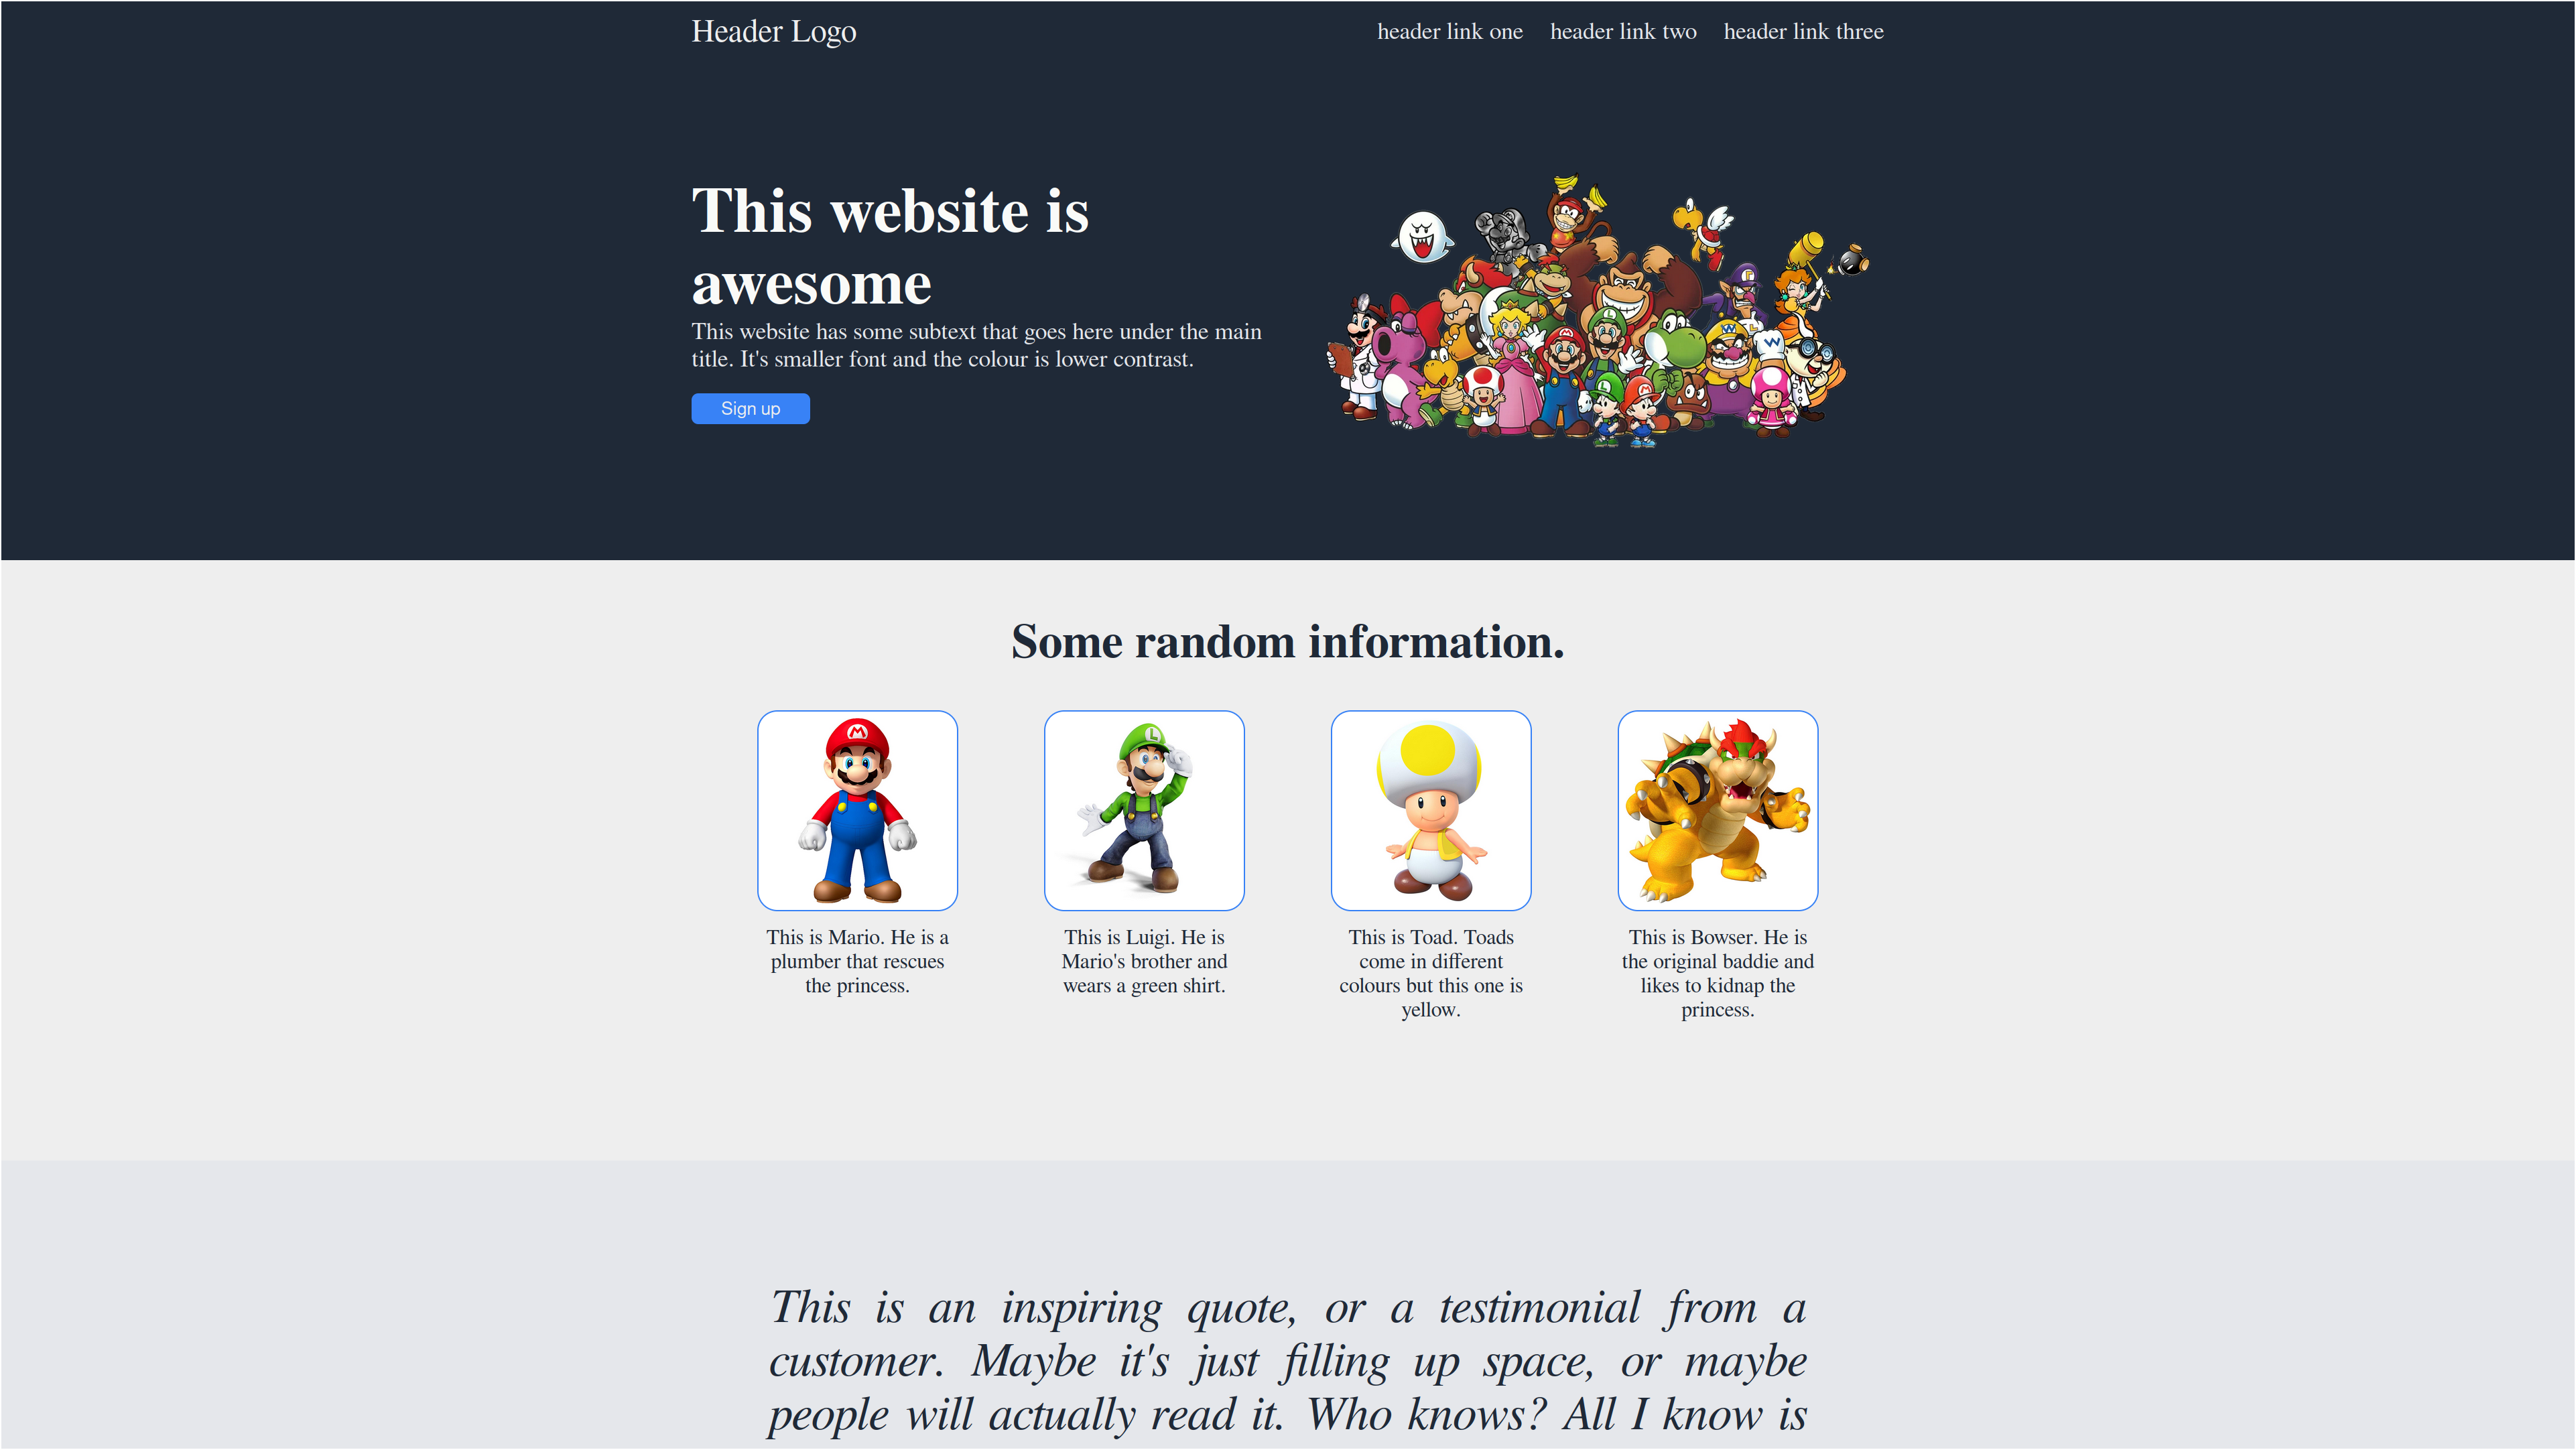 Header Logo
header link one
header link two
header link three
This website is
awesome
This website has some subtext that goes here under the main
title. It's smaller font and the colour is lower contrast.
Sign up
Some random information.
This is Mario. He is a
plumber that rescues
the princess.
This is Luigi. He is
Mario's brother and
wears a green shirt.
This is Toad. Toads
come in different
colours but this one is
yellow.
This is Bowser. He is
the original baddie and
likes to kidnap the
princess.
This is an inspiring quote, or a testimonial from a
customer. Maybe it's just filling up space, or maybe
people will actually read it. Who knows? All I know is